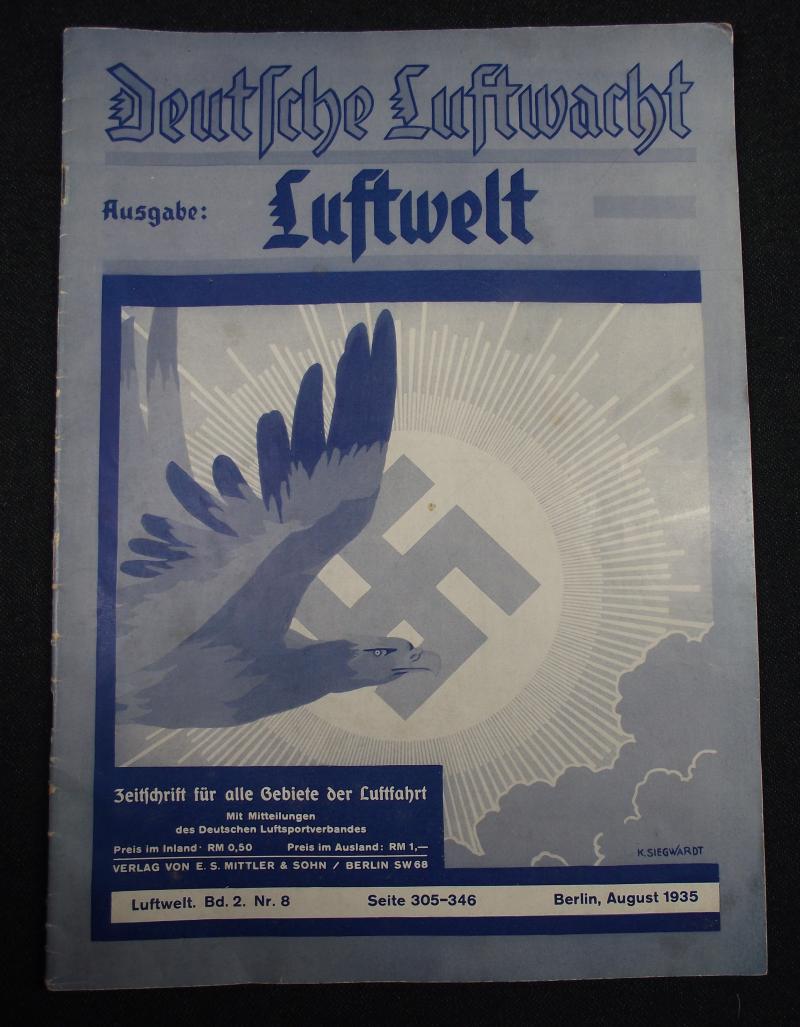 Deutsche Luftwacht
Ausgabe: Luftwelt
K. SIEGWARDT
Zeitschrift für alle Gebiete der Luftfahrt
Mit Mitteilungen
des Deutschen Luftsportverbandes
Preis im Inland· RM 0,50 Preis im Ausland: RM 1,—
VERLAG VON E. S. MITTLER & SOHN / BERLIN SW 68
Luftwelt. Bd. 2. Nr. 8 Seite 305–346 Berlin, August 1935